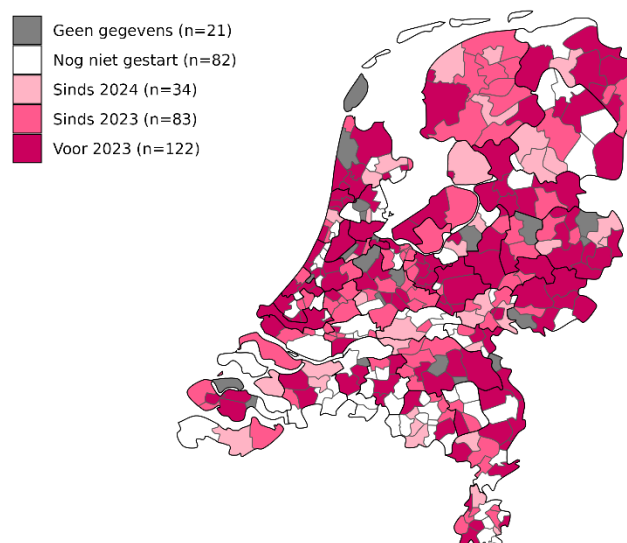 Geen gegevens (n=21)
Nog niet gestart (n=82)
Sinds 2024 (n=34)
Sinds 2023 (n=83)
Voor 2023 (n=122)